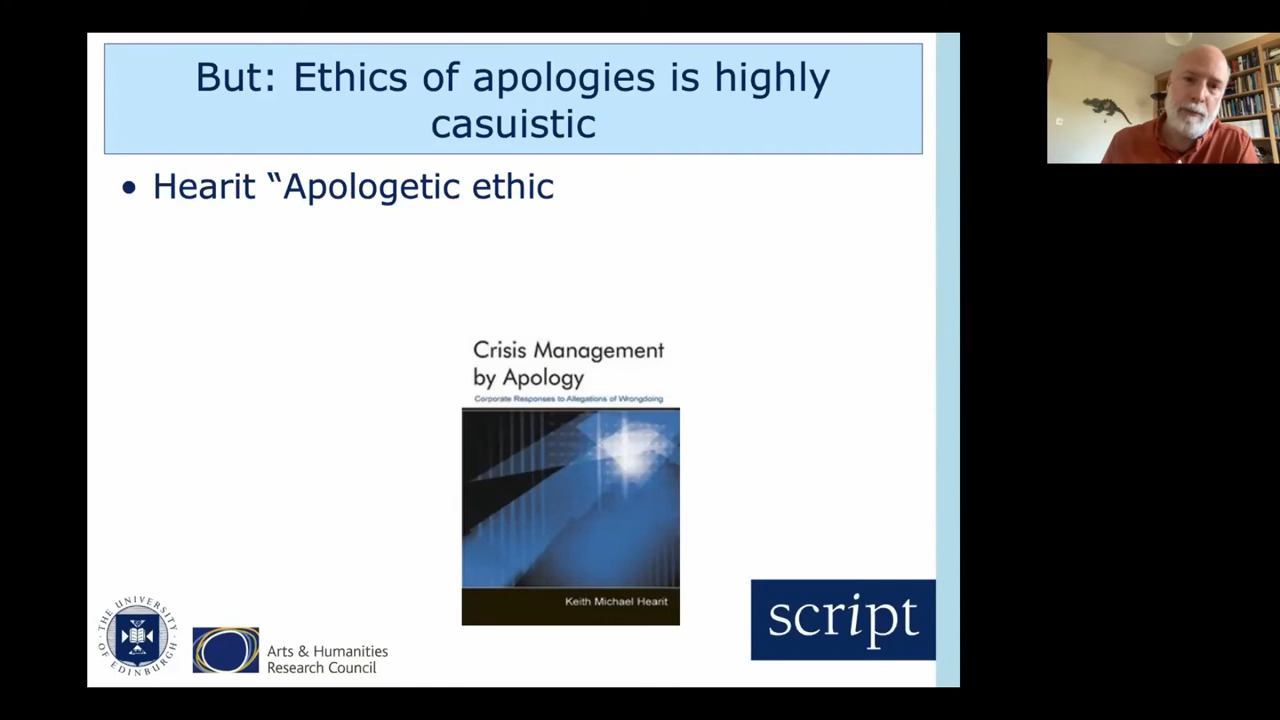 But: Ethics of apologies is highly
casuistic
• Hearit “Apologetic ethic
Crisis Management
by Apology
Corporate Responses to Allegations of Wrongdoing
Keith Michael Hearit
THE UNIVERSITY
OF EDINBURGH
Arts & Humanities
Research Council
script